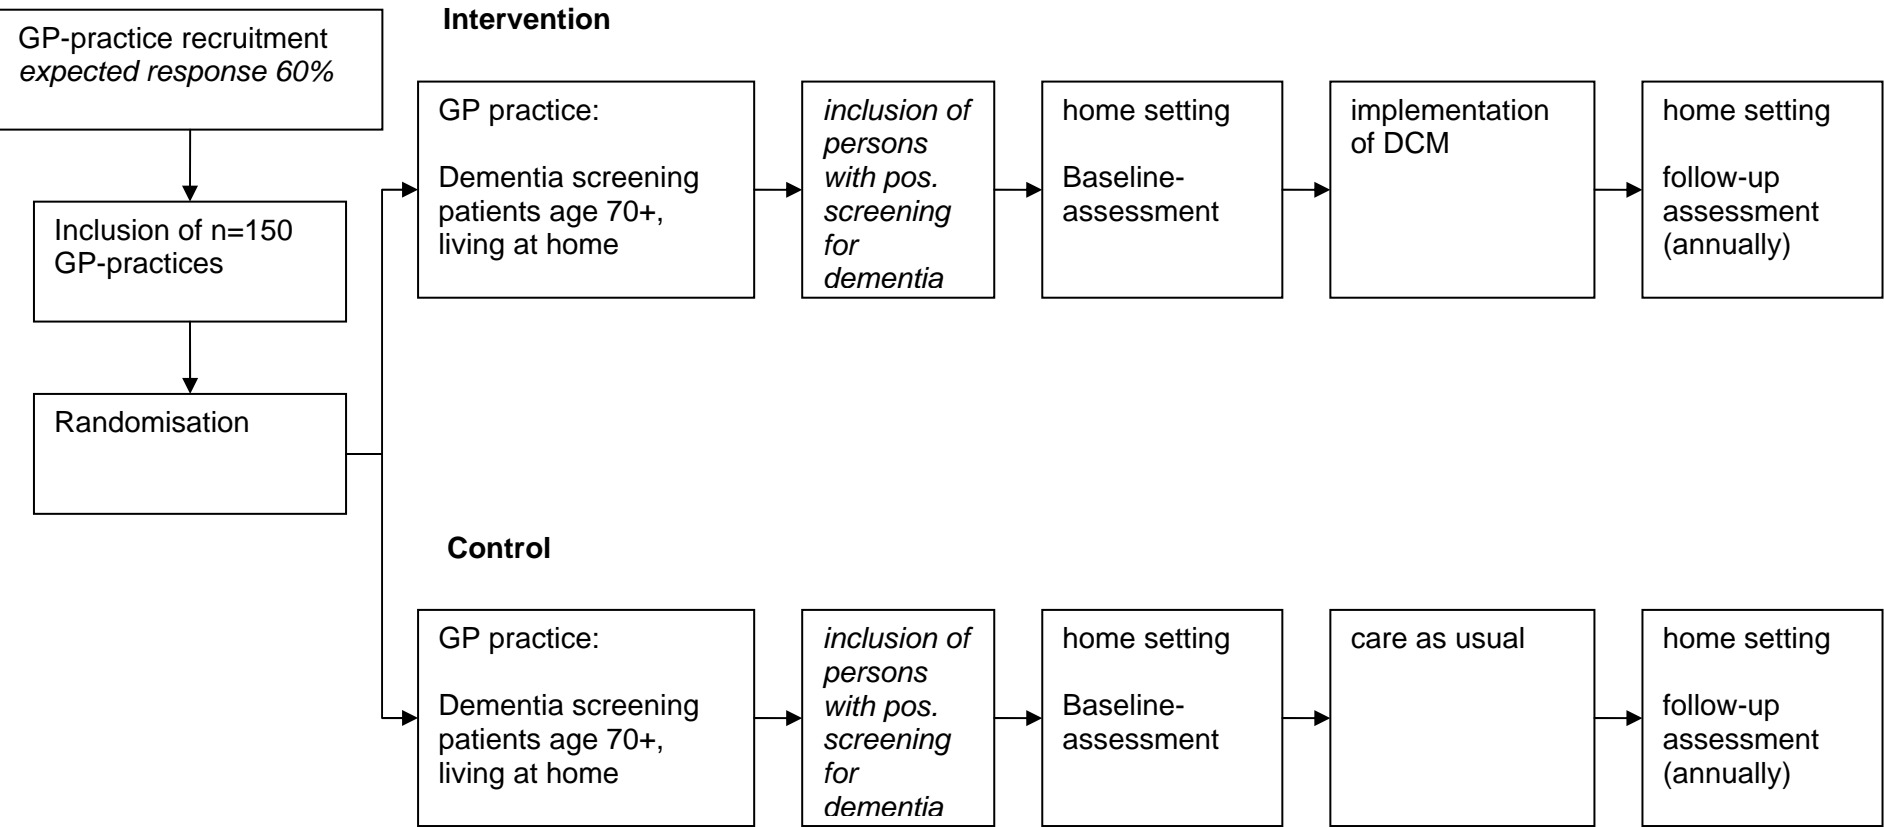 GP-practice recruitment
expected response 60%
Inclusion of n=150
GP-practices
Randomisation
Intervention
GP practice:
Dementia screening
patients age 70+,
living at home
inclusion of
persons
with pos.
screening
for
dementia
home setting
Baseline-
assessment
implementation
of DCM
home setting
follow-up
assessment
(annually)
Control
GP practice:
Dementia screening
patients age 70+,
living at home
inclusion of
persons
with pos.
screening
for
dementia
home setting
Baseline-
assessment
care as usual
home setting
follow-up
assessment
(annually)